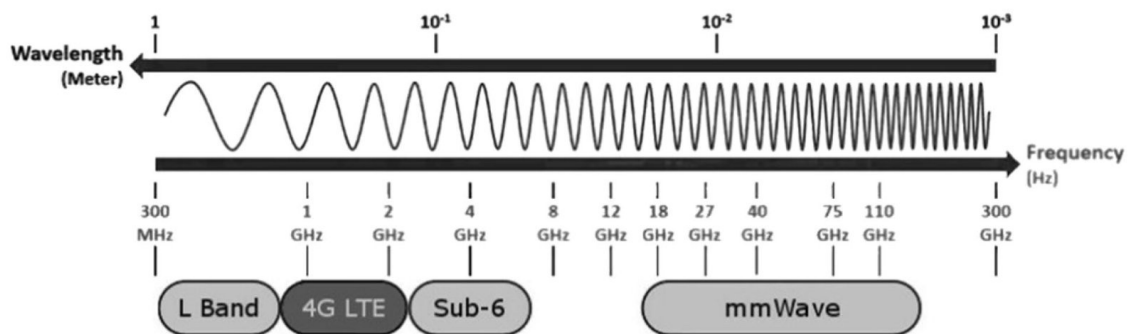 1 10⁻¹ 10⁻² 10⁻³
Wavelength
(Meter)
Frequency
(Hz)
300 1 2 4 8 12 18 27 40 75 110 300
MHz GHz GHz GHz GHz GHz GHz GHz GHz GHz GHz GHz
L Band 4G LTE Sub-6 mmWave